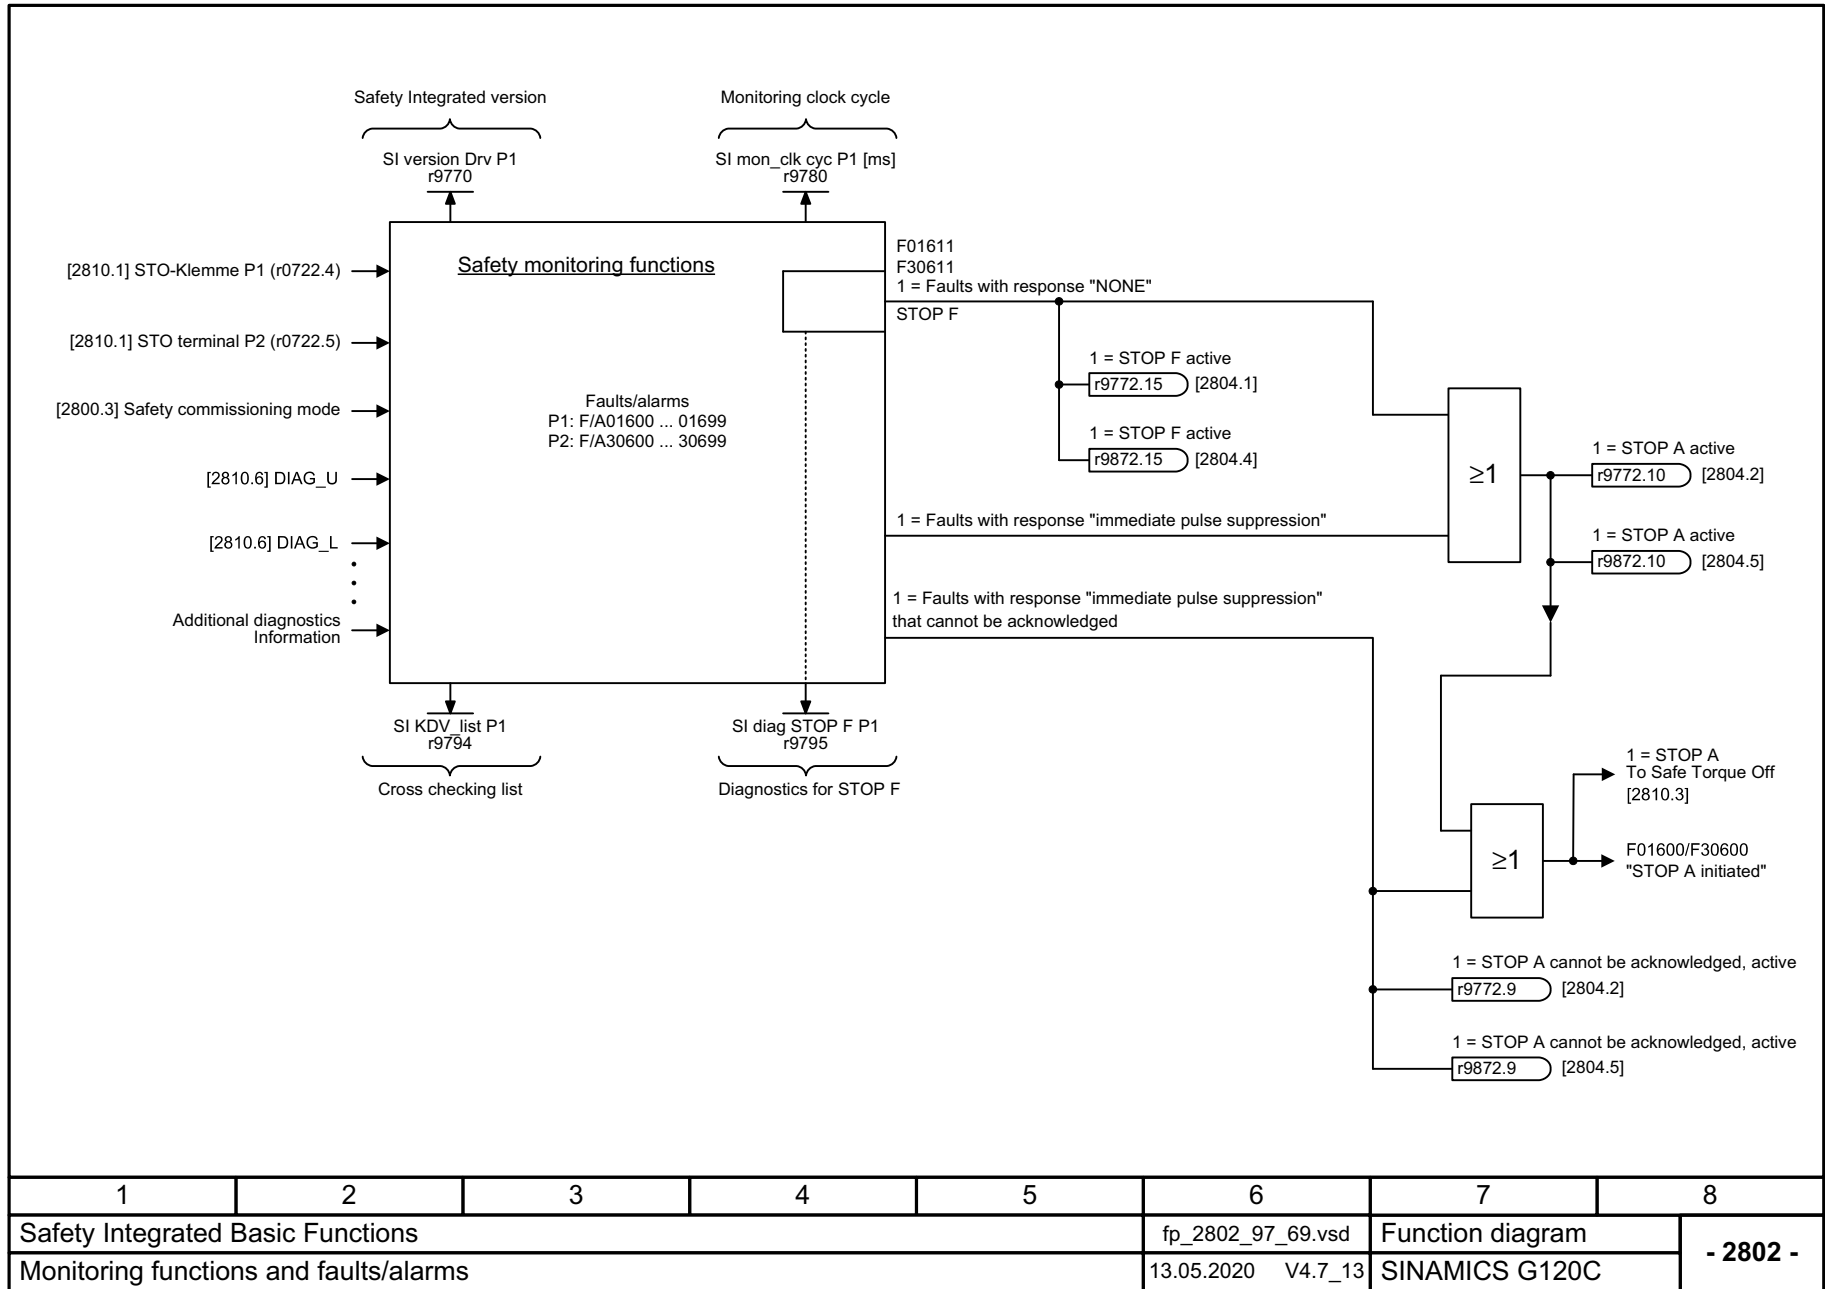 Safety Integrated version
Monitoring clock cycle
SI version Drv P1
r9770
SI mon_clk cyc P1 [ms]
r9780
[2810.1] STO-Klemme P1 (r0722.4)
[2810.1] STO terminal P2 (r0722.5)
[2800.3] Safety commissioning mode
[2810.6] DIAG_U
[2810.6] DIAG_L
Additional diagnostics
Information
Safety monitoring functions
Faults/alarms
P1: F/A01600 ... 01699
P2: F/A30600 ... 30699
SI KDV_list P1
r9794
Cross checking list
SI diag STOP F P1
r9795
Diagnostics for STOP F
F01611
F30611
1 = Faults with response "NONE"
STOP F
1 = STOP F active
r9772.15 [2804.1]
1 = STOP F active
r9872.15 [2804.4]
1 = Faults with response "immediate pulse suppression"
1 = Faults with response "immediate pulse suppression"
that cannot be acknowledged
≥1
1 = STOP A active
r9772.10 [2804.2]
1 = STOP A active
r9872.10 [2804.5]
≥1
1 = STOP A
To Safe Torque Off
[2810.3]
F01600/F30600
"STOP A initiated"
1 = STOP A cannot be acknowledged, active
r9772.9 [2804.2]
1 = STOP A cannot be acknowledged, active
r9872.9 [2804.5]
1 2 3 4 5 6 7 8
Safety Integrated Basic Functions fp_2802_97_69.vsd Function diagram
- 2802 -
Monitoring functions and faults/alarms 13.05.2020 V4.7_13 SINAMICS G120C